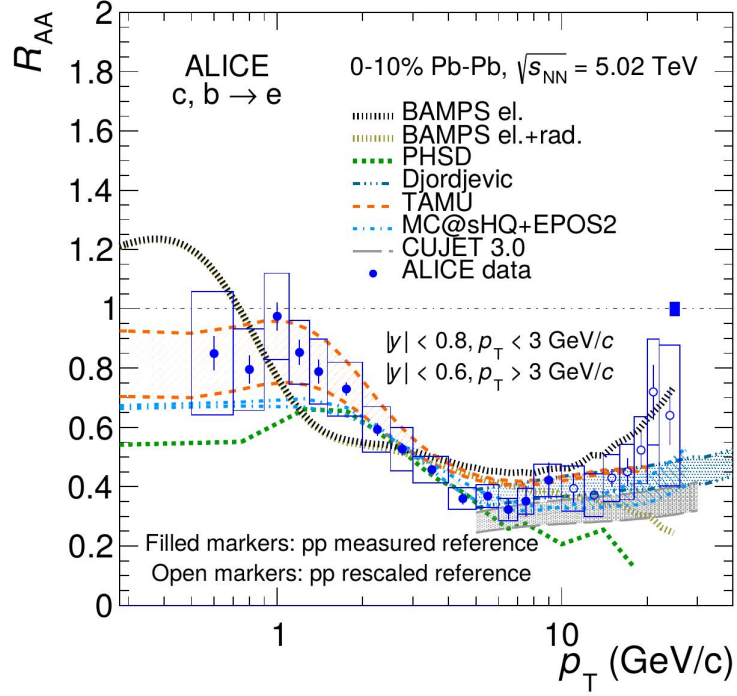 R_AA
2
1.8
1.6
1.4
1.2
1
0.8
0.6
0.4
0.2
0
ALICE
c, b → e
0-10% Pb-Pb, √s_NN = 5.02 TeV
BAMPS el.
BAMPS el.+rad.
PHSD
Djordjevic
TAMU
MC@sHQ+EPOS2
CUJET 3.0
ALICE data
|y| < 0.8, p_T < 3 GeV/c
|y| < 0.6, p_T > 3 GeV/c
Filled markers: pp measured reference
Open markers: pp rescaled reference
1
10
p_T (GeV/c)